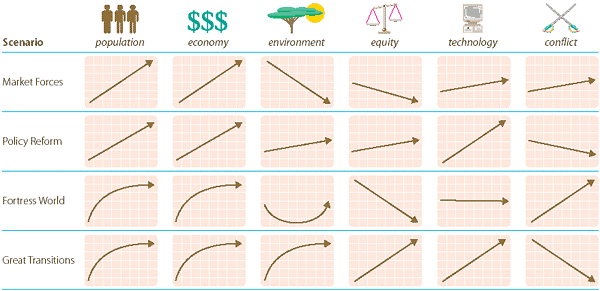 $$$
Scenario population economy environment equity technology conflict
Market Forces
Policy Reform
Fortress World
Great Transitions